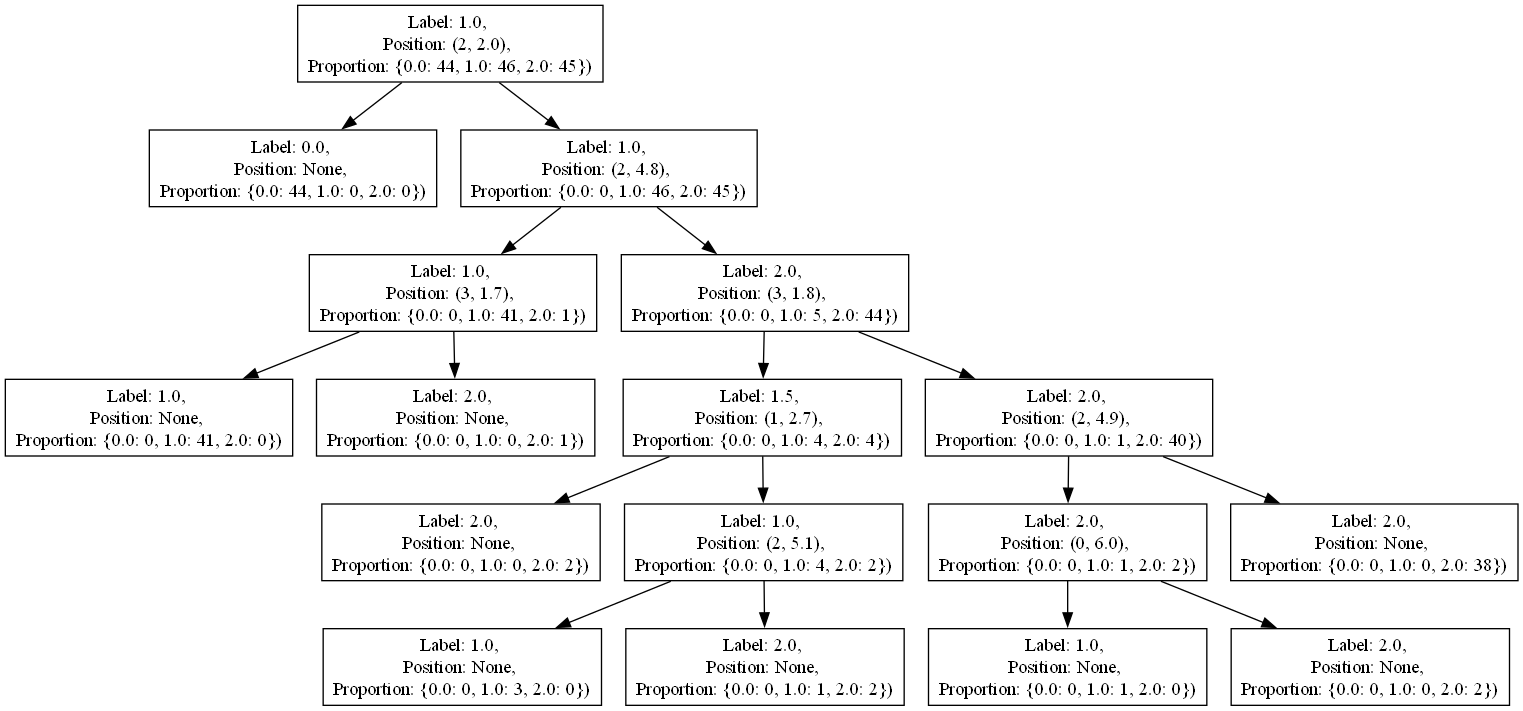 Label: 1.0,
Position: (2, 2.0),
Proportion: {0.0: 44, 1.0: 46, 2.0: 45})
Label: 0.0,
Position: None,
Proportion: {0.0: 44, 1.0: 0, 2.0: 0})
Label: 1.0,
Position: (2, 4.8),
Proportion: {0.0: 0, 1.0: 46, 2.0: 45})
Label: 1.0,
Position: (3, 1.7),
Proportion: {0.0: 0, 1.0: 41, 2.0: 1})
Label: 2.0,
Position: (3, 1.8),
Proportion: {0.0: 0, 1.0: 5, 2.0: 44})
Label: 1.0,
Position: None,
Proportion: {0.0: 0, 1.0: 41, 2.0: 0})
Label: 2.0,
Position: None,
Proportion: {0.0: 0, 1.0: 0, 2.0: 1})
Label: 1.5,
Position: (1, 2.7),
Proportion: {0.0: 0, 1.0: 4, 2.0: 4})
Label: 2.0,
Position: (2, 4.9),
Proportion: {0.0: 0, 1.0: 1, 2.0: 40})
Label: 2.0,
Position: None,
Proportion: {0.0: 0, 1.0: 0, 2.0: 2})
Label: 1.0,
Position: (2, 5.1),
Proportion: {0.0: 0, 1.0: 4, 2.0: 2})
Label: 2.0,
Position: (0, 6.0),
Proportion: {0.0: 0, 1.0: 1, 2.0: 2})
Label: 2.0,
Position: None,
Proportion: {0.0: 0, 1.0: 0, 2.0: 38})
Label: 1.0,
Position: None,
Proportion: {0.0: 0, 1.0: 3, 2.0: 0})
Label: 2.0,
Position: None,
Proportion: {0.0: 0, 1.0: 1, 2.0: 2})
Label: 1.0,
Position: None,
Proportion: {0.0: 0, 1.0: 1, 2.0: 0})
Label: 2.0,
Position: None,
Proportion: {0.0: 0, 1.0: 0, 2.0: 2})